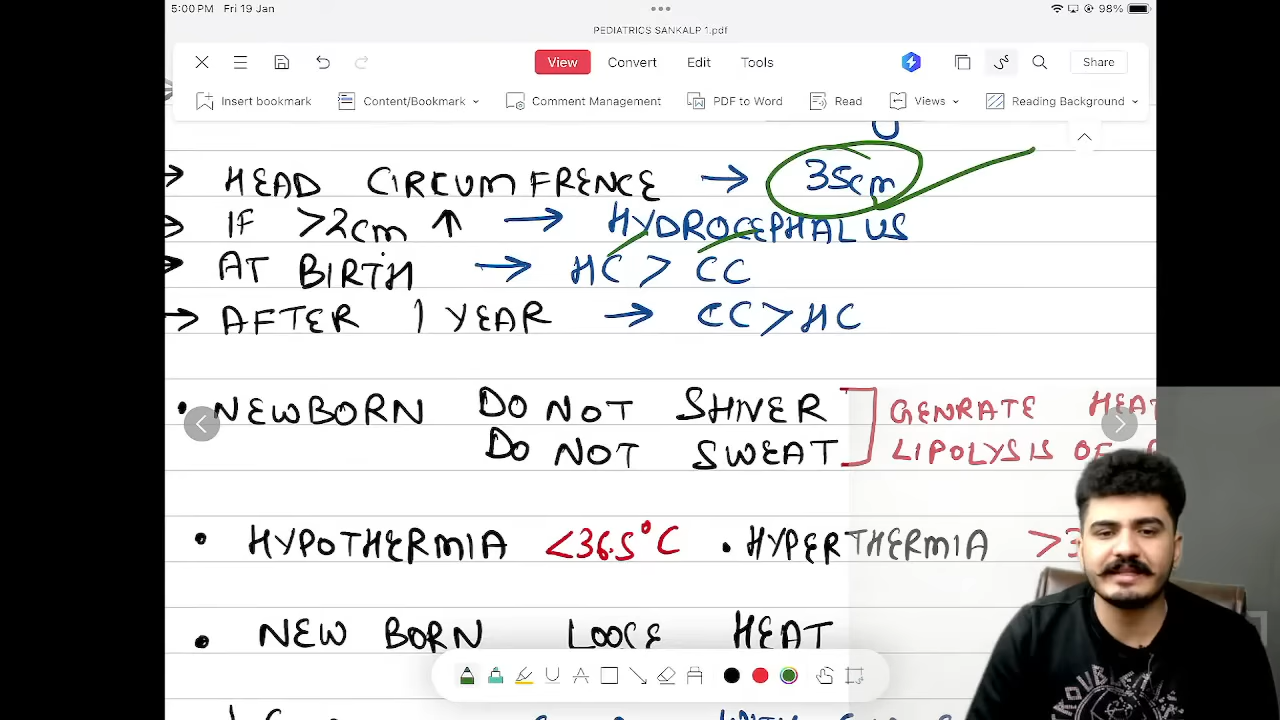 5:00 PM Fri 19 Jan 98%
PEDIATRICS SANKALP 1.pdf
View Convert Edit Tools Share
Insert bookmark Content/Bookmark Comment Management PDF to Word Read Views Reading Background
HEAD CIRCUMFRENCE → 35cm
IF >2cm ↑ → HYDROCEPHALUS
AT BIRTH → HC > CC
→ AFTER 1 YEAR → CC > HC
• NEWBORN DO NOT SHIVER GENRATE HEAT
DO NOT SWEAT LIPOLYSIS OF
• HYPOTHERMIA <36.5°C • HYPERTHERMIA >3
• NEW BORN LOOSE HEAT